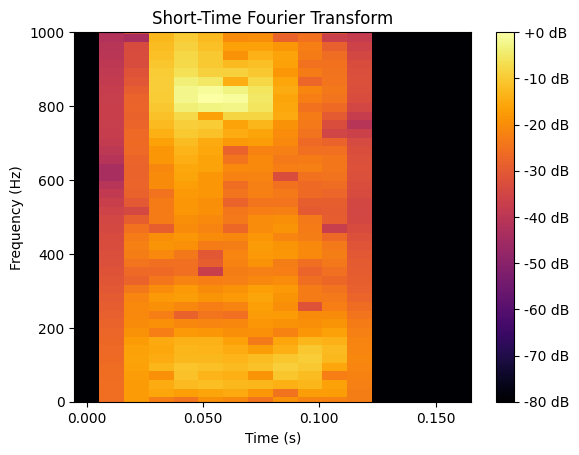 Short-Time Fourier Transform
1000
800
600
400
200
0
Frequency (Hz)
0.000
0.050
0.100
0.150
Time (s)
+0 dB
-10 dB
-20 dB
-30 dB
-40 dB
-50 dB
-60 dB
-70 dB
-80 dB